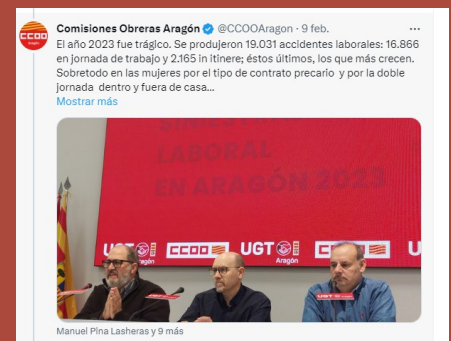 Comisiones Obreras Aragón @CCOOAragon · 9 feb.
El año 2023 fue trágico. Se produjeron 19.031 accidentes laborales: 16.866
en jornada de trabajo y 2.165 in itinere; éstos últimos, los que más crecen.
Sobretodo en las mujeres por el tipo de contrato precario y por la doble
jornada dentro y fuera de casa...
Mostrar más
LABORAL
EN ARAGÓN 2023
UGT Aragón CCOO UGT Aragón CCOO U
UGT
Manuel Pina Lasheras y 9 más